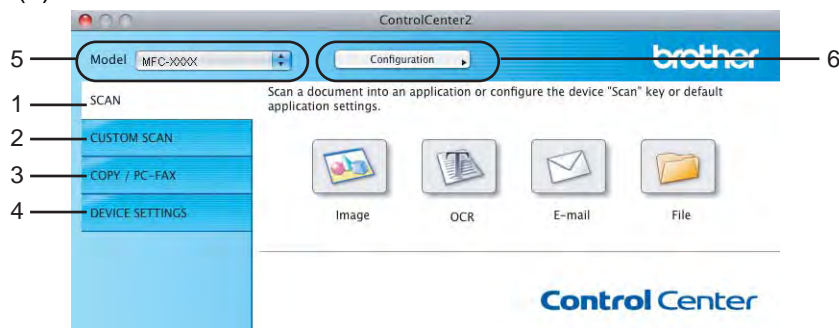 ControlCenter2
5
Model
MFC-XXXX
Configuration
brother
6
1
SCAN
Scan a document into an application or configure the device "Scan" key or default
application settings.
2
CUSTOM SCAN
3
COPY / PC-FAX
4
DEVICE SETTINGS
Image
OCR
E-mail
File
Control Center